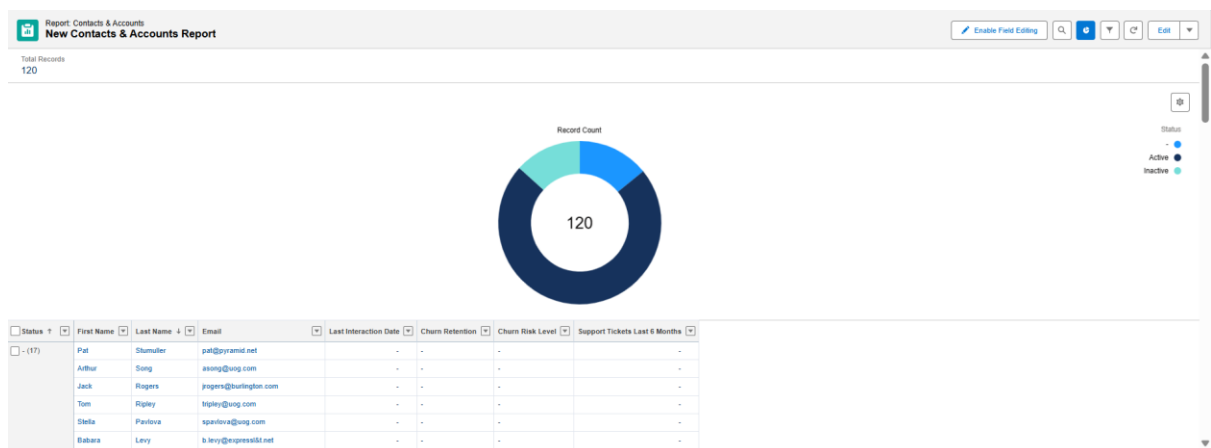 Report: Contacts & Accounts
New Contacts & Accounts Report
Enable Field Editing
Edit
Total Records
120
Record Count
120
Status
-
Active
Inactive
Status ↑ First Name Last Name ↓ Email Last Interaction Date Churn Retention Churn Risk Level Support Tickets Last 6 Months
- (17) Pat Stumuller pat@pyramid.net - - - -
Arthur Song asong@uog.com - - - -
Jack Rogers jrogers@burlington.com - - - -
Tom Ripley tripley@uog.com - - - -
Stella Pavlova spavlova@uog.com - - - -
Babara Levy b.levy@expressl&t.net - - - -